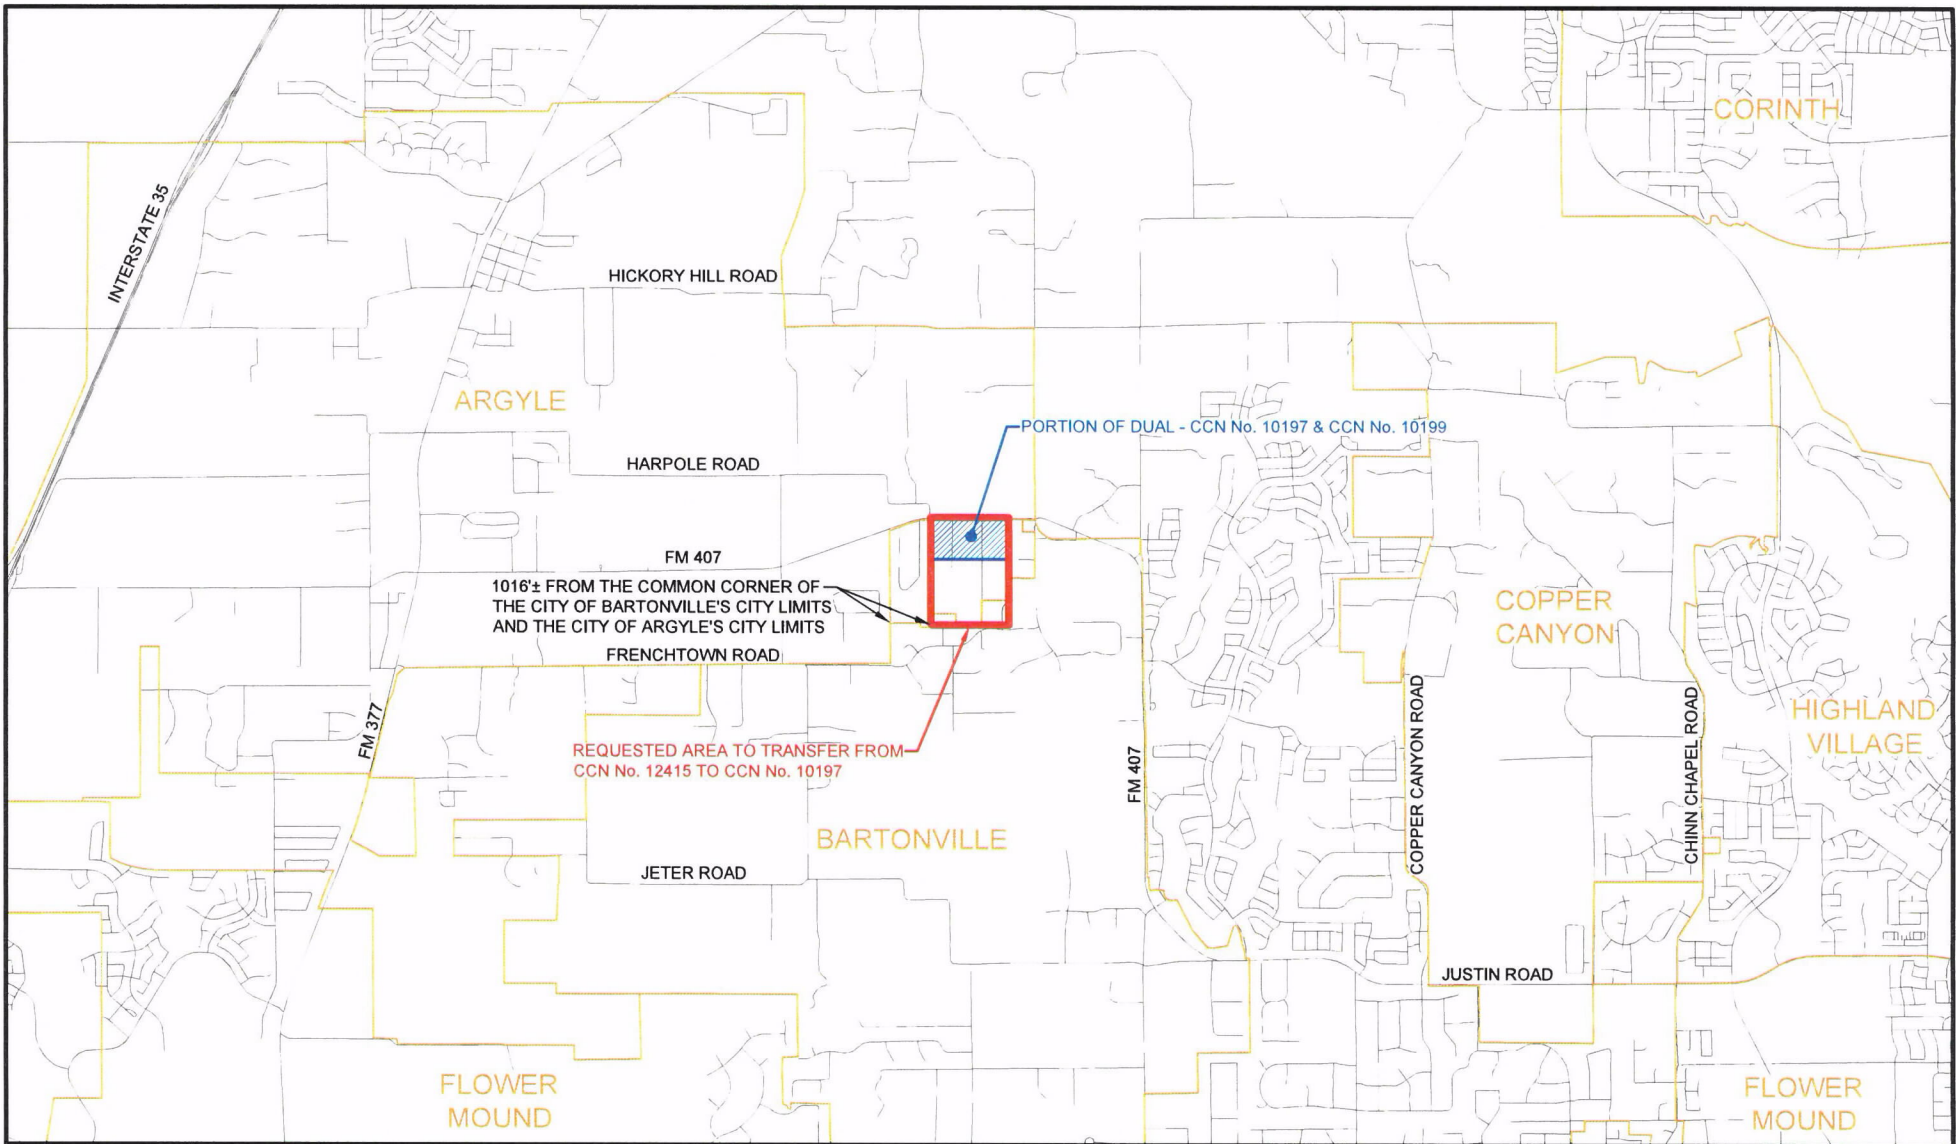 CORINTH
INTERSTATE 35
HICKORY HILL ROAD
ARGYLE
PORTION OF DUAL - CCN No. 10197 & CCN No. 10199
HARPOLE ROAD
FM 407
1016'± FROM THE COMMON CORNER OF
THE CITY OF BARTONVILLE'S CITY LIMITS
AND THE CITY OF ARGYLE'S CITY LIMITS
FRENCHTOWN ROAD
COPPER
CANYON
FM 377
REQUESTED AREA TO TRANSFER FROM
CCN No. 12415 TO CCN No. 10197
FM 407
COPPER CANYON ROAD
CHINN CHAPEL ROAD
HIGHLAND
VILLAGE
BARTONVILLE
JETER ROAD
JUSTIN ROAD
FLOWER
MOUND
FLOWER
MOUND